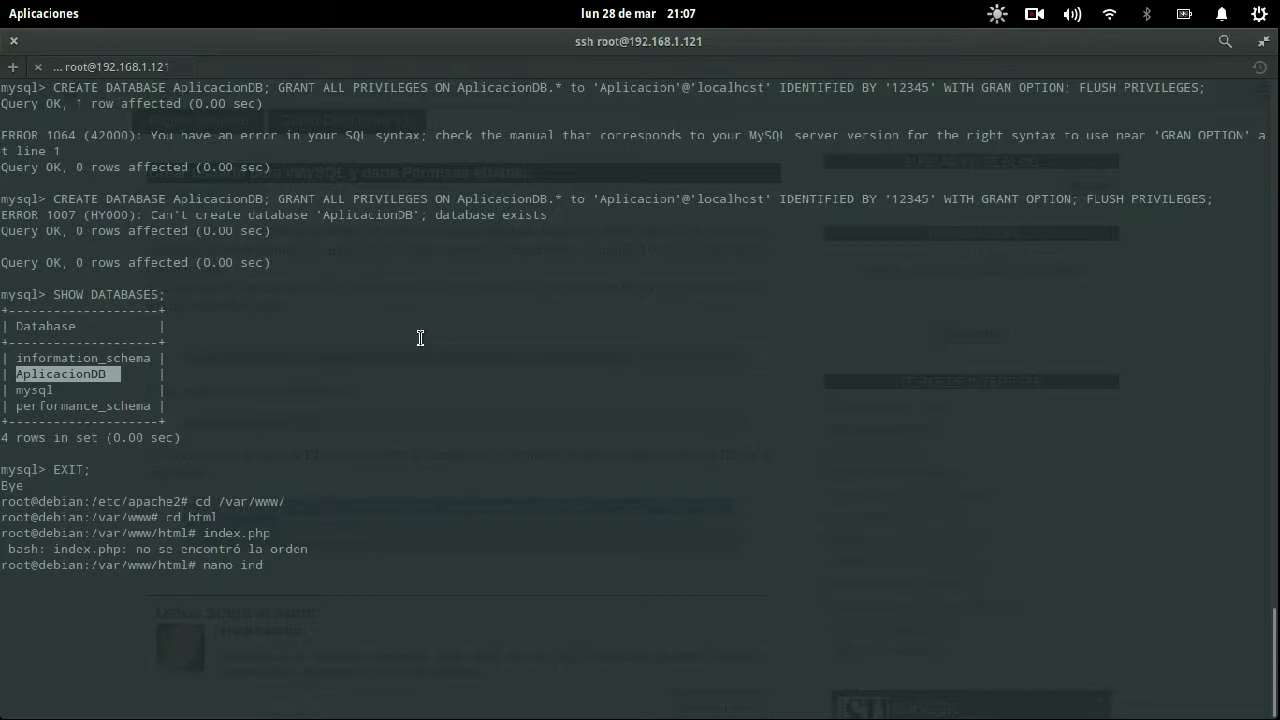 Aplicaciones
lun 28 de mar 21:07
ssh root@192.168.1.121
... root@192.168.1.121
mysql> CREATE DATABASE AplicacionDB; GRANT ALL PRIVILEGES ON AplicacionDB.* to 'Aplicacion'@'localhost' IDENTIFIED BY '12345' WITH GRAN OPTION; FLUSH PRIVILEGES;
Query OK, 1 row affected (0.00 sec)
ERROR 1064 (42000): You have an error in your SQL syntax; check the manual that corresponds to your MySQL server version for the right syntax to use near 'GRAN OPTION' a
t line 1
Query OK, 0 rows affected (0.00 sec)
mysql> CREATE DATABASE AplicacionDB; GRANT ALL PRIVILEGES ON AplicacionDB.* to 'Aplicacion'@'localhost' IDENTIFIED BY '12345' WITH GRANT OPTION; FLUSH PRIVILEGES;
ERROR 1007 (HY000): Can't create database 'AplicacionDB'; database exists
Query OK, 0 rows affected (0.00 sec)
Query OK, 0 rows affected (0.00 sec)
mysql> SHOW DATABASES;
+--------------------+
| Database           |
+--------------------+
| information_schema |
| AplicacionDB       |
| mysql              |
| performance_schema |
+--------------------+
4 rows in set (0.00 sec)
mysql> EXIT;
Bye
root@debian:/etc/apache2# cd /var/www/
root@debian:/var/www# cd html
root@debian:/var/www/html# index.php
bash: index.php: no se encontró la orden
root@debian:/var/www/html# nano ind